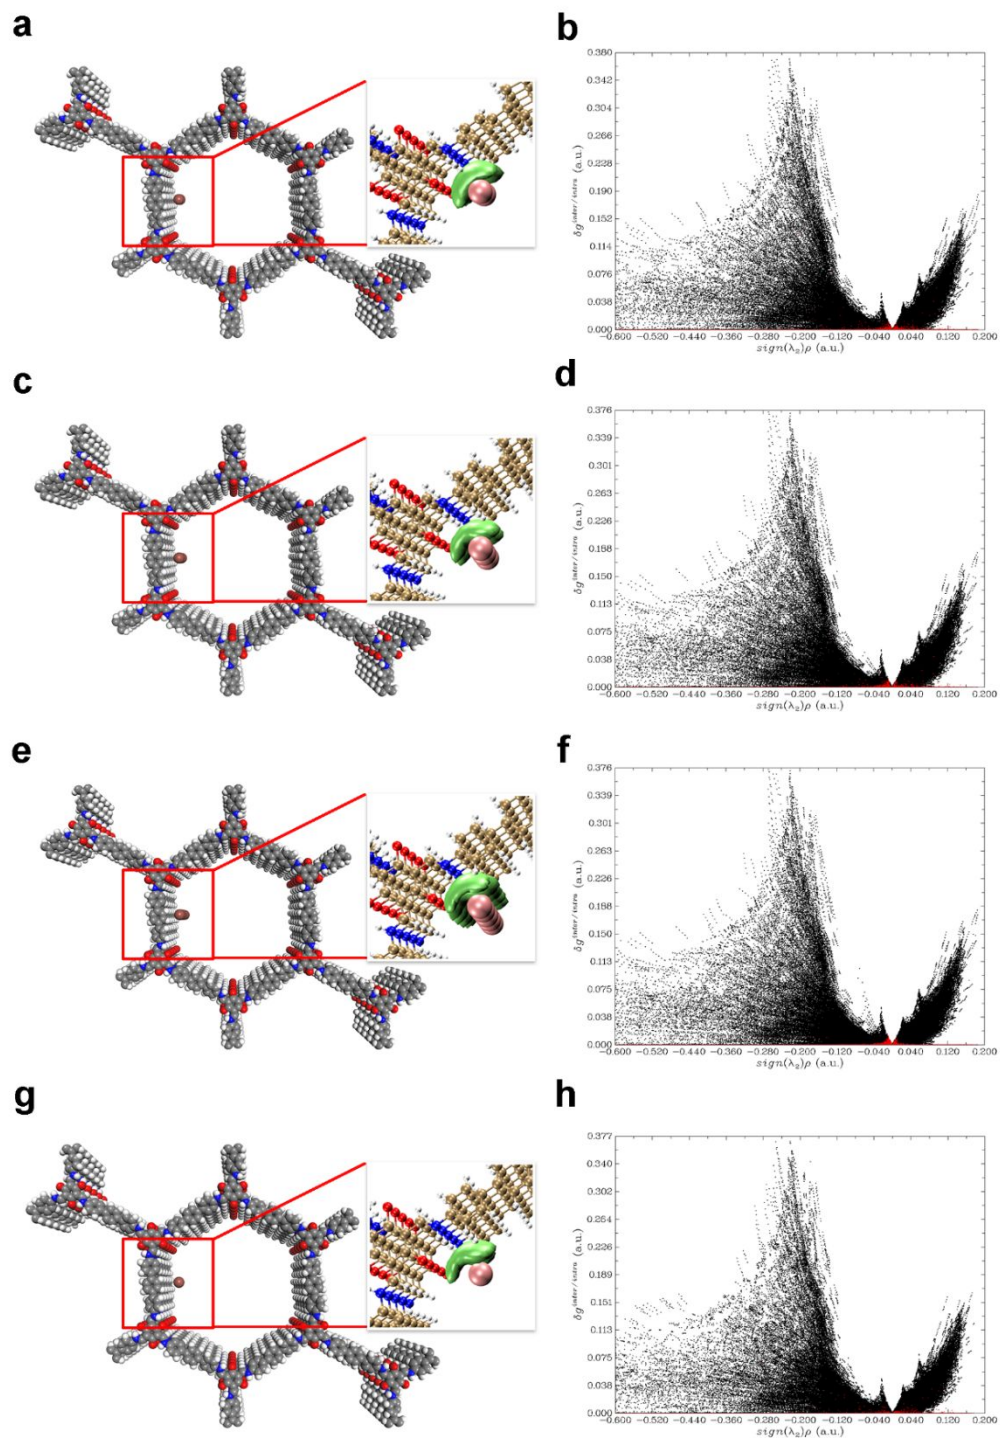 a
b
0.380
0.342
0.304
0.266
0.228
0.190
0.152
0.114
0.076
0.038
0.000
δg^inter/intra (a.u.)
−0.600 −0.520 −0.440 −0.360 −0.280 −0.200 −0.120 −0.040 0.040 0.120 0.200
sign(λ₂)ρ (a.u.)
c
d
0.376
0.339
0.301
0.263
0.226
0.188
0.150
0.113
0.075
0.038
0.000
δg^inter/intra (a.u.)
−0.600 −0.520 −0.440 −0.360 −0.280 −0.200 −0.120 −0.040 0.040 0.120 0.200
sign(λ₂)ρ (a.u.)
e
f
0.376
0.339
0.301
0.263
0.226
0.198
0.150
0.113
0.075
0.038
0.000
δg^inter/intra (a.u.)
−0.600 −0.520 −0.440 −0.360 −0.280 −0.200 −0.120 −0.040 0.040 0.120 0.200
sign(λ₂)ρ (a.u.)
g
h
0.377
0.340
0.302
0.264
0.226
0.189
0.151
0.113
0.075
0.038
0.000
δg^inter/intra (a.u.)
−0.600 −0.520 −0.440 −0.360 −0.280 −0.200 −0.120 −0.040 0.040 0.120 0.200
sign(λ₂)ρ (a.u.)